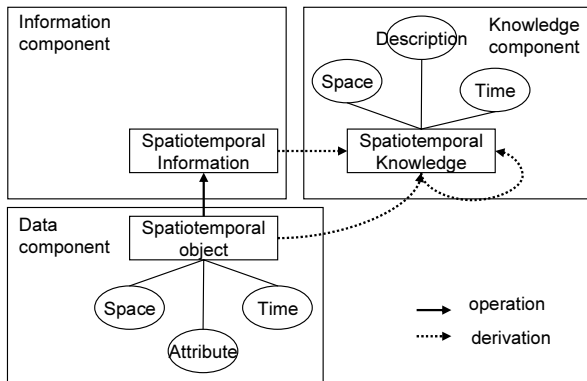 Information
component
Knowledge
component
Description
Space
Time
Spatiotemporal
Information
Spatiotemporal
Knowledge
Data
component
Spatiotemporal
object
Space
Time
Attribute
operation
derivation